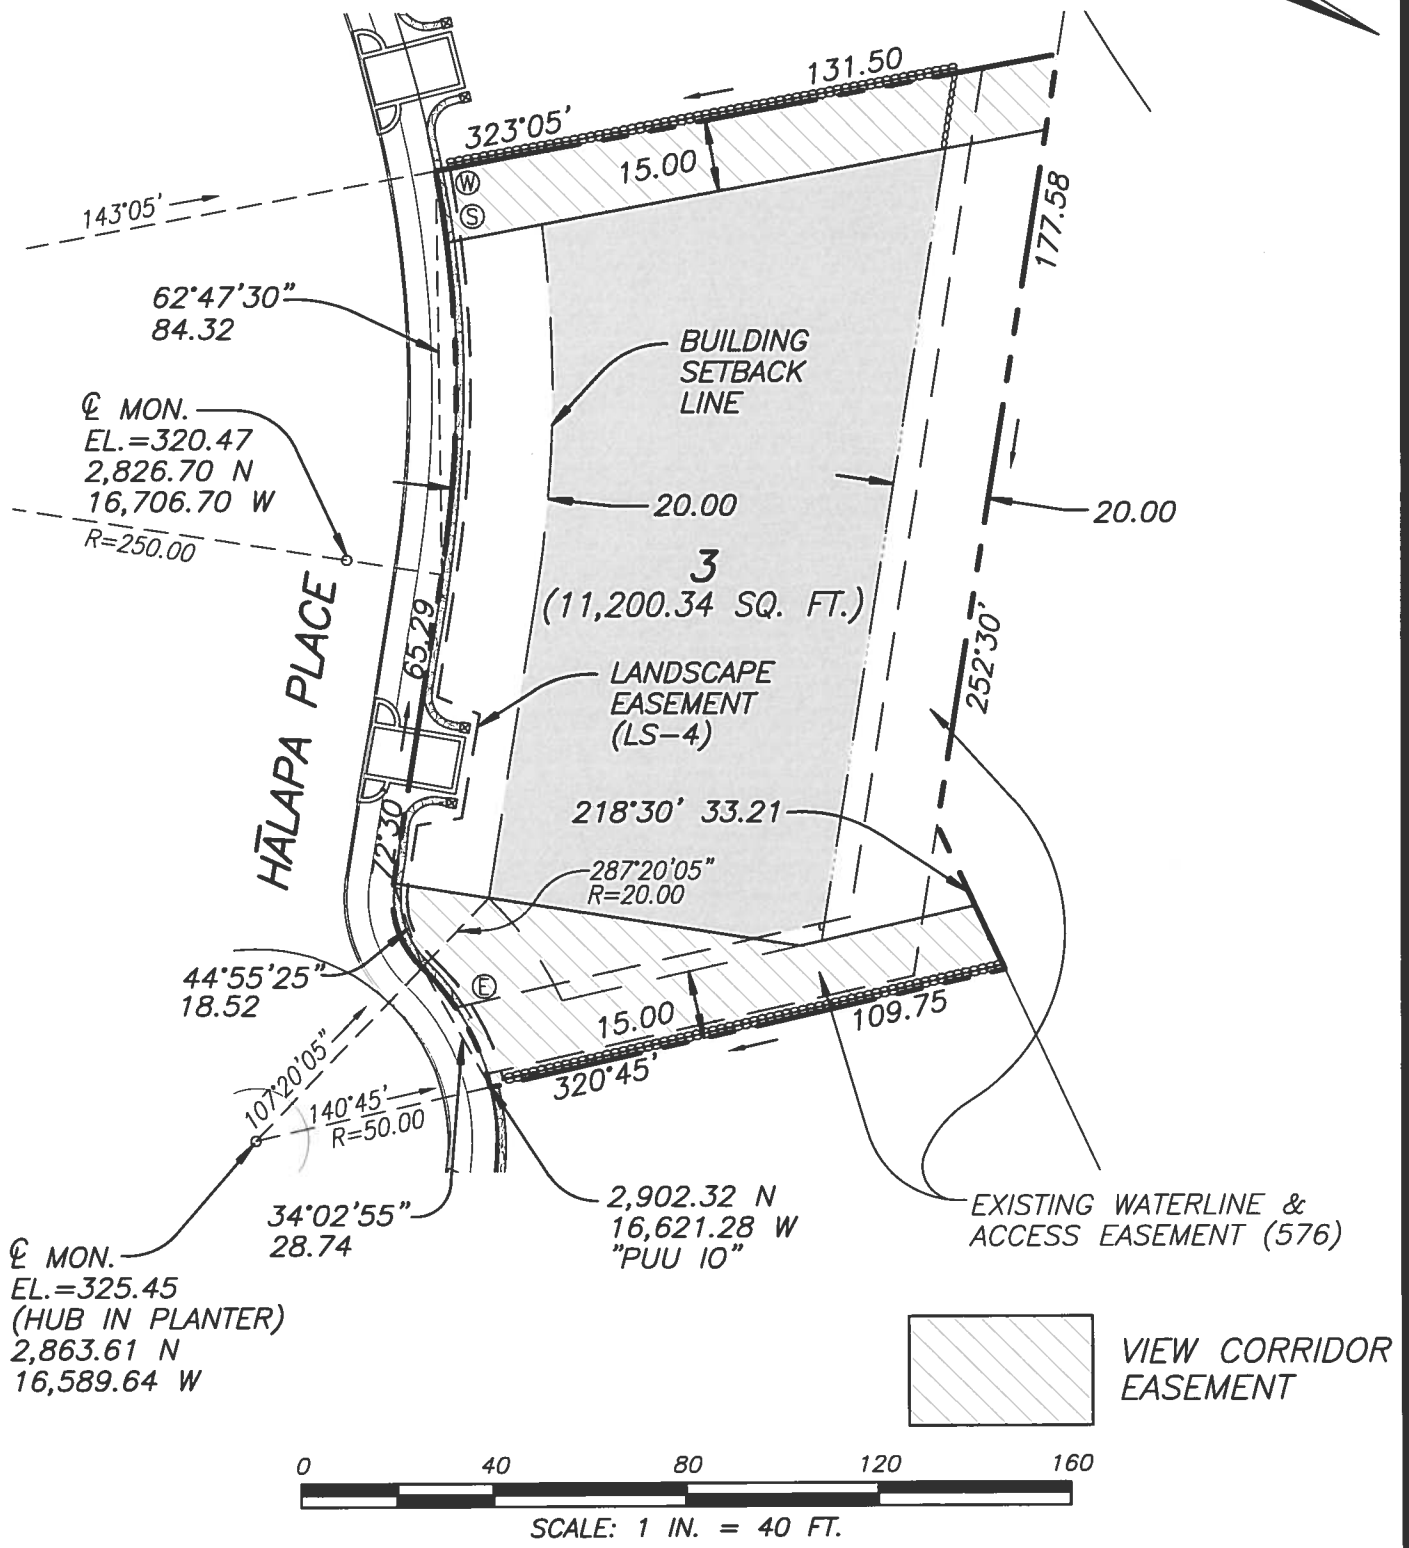 131.50
323°05'
15.00
143°05'
W
S
177.58
62°47'30"
84.32
BUILDING
SETBACK
LINE
℄ MON.
EL.=320.47
2,826.70 N
16,706.70 W
R=250.00
20.00
20.00
3
(11,200.34 SQ. FT.)
HĀLAPA PLACE
65.29
252°30'
LANDSCAPE
EASEMENT
(LS-4)
72°30'
218°30' 33.21
287°20'05"
R=20.00
44°55'25"
18.52
E
15.00
109.75
320°45'
107°20'05"
140°45'
R=50.00
34°02'55"
28.74
2,902.32 N
16,621.28 W
"PUU IO"
EXISTING WATERLINE &
ACCESS EASEMENT (576)
℄ MON.
EL.=325.45
(HUB IN PLANTER)
2,863.61 N
16,589.64 W
VIEW CORRIDOR
EASEMENT
0 40 80 120 160
SCALE: 1 IN. = 40 FT.